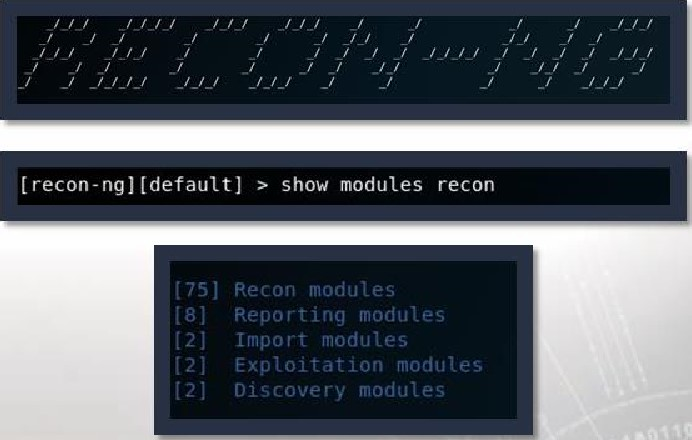 RECON-NG
[recon-ng][default] > show modules recon
[75] Recon modules
[8]  Reporting modules
[2]  Import modules
[2]  Exploitation modules
[2]  Discovery modules